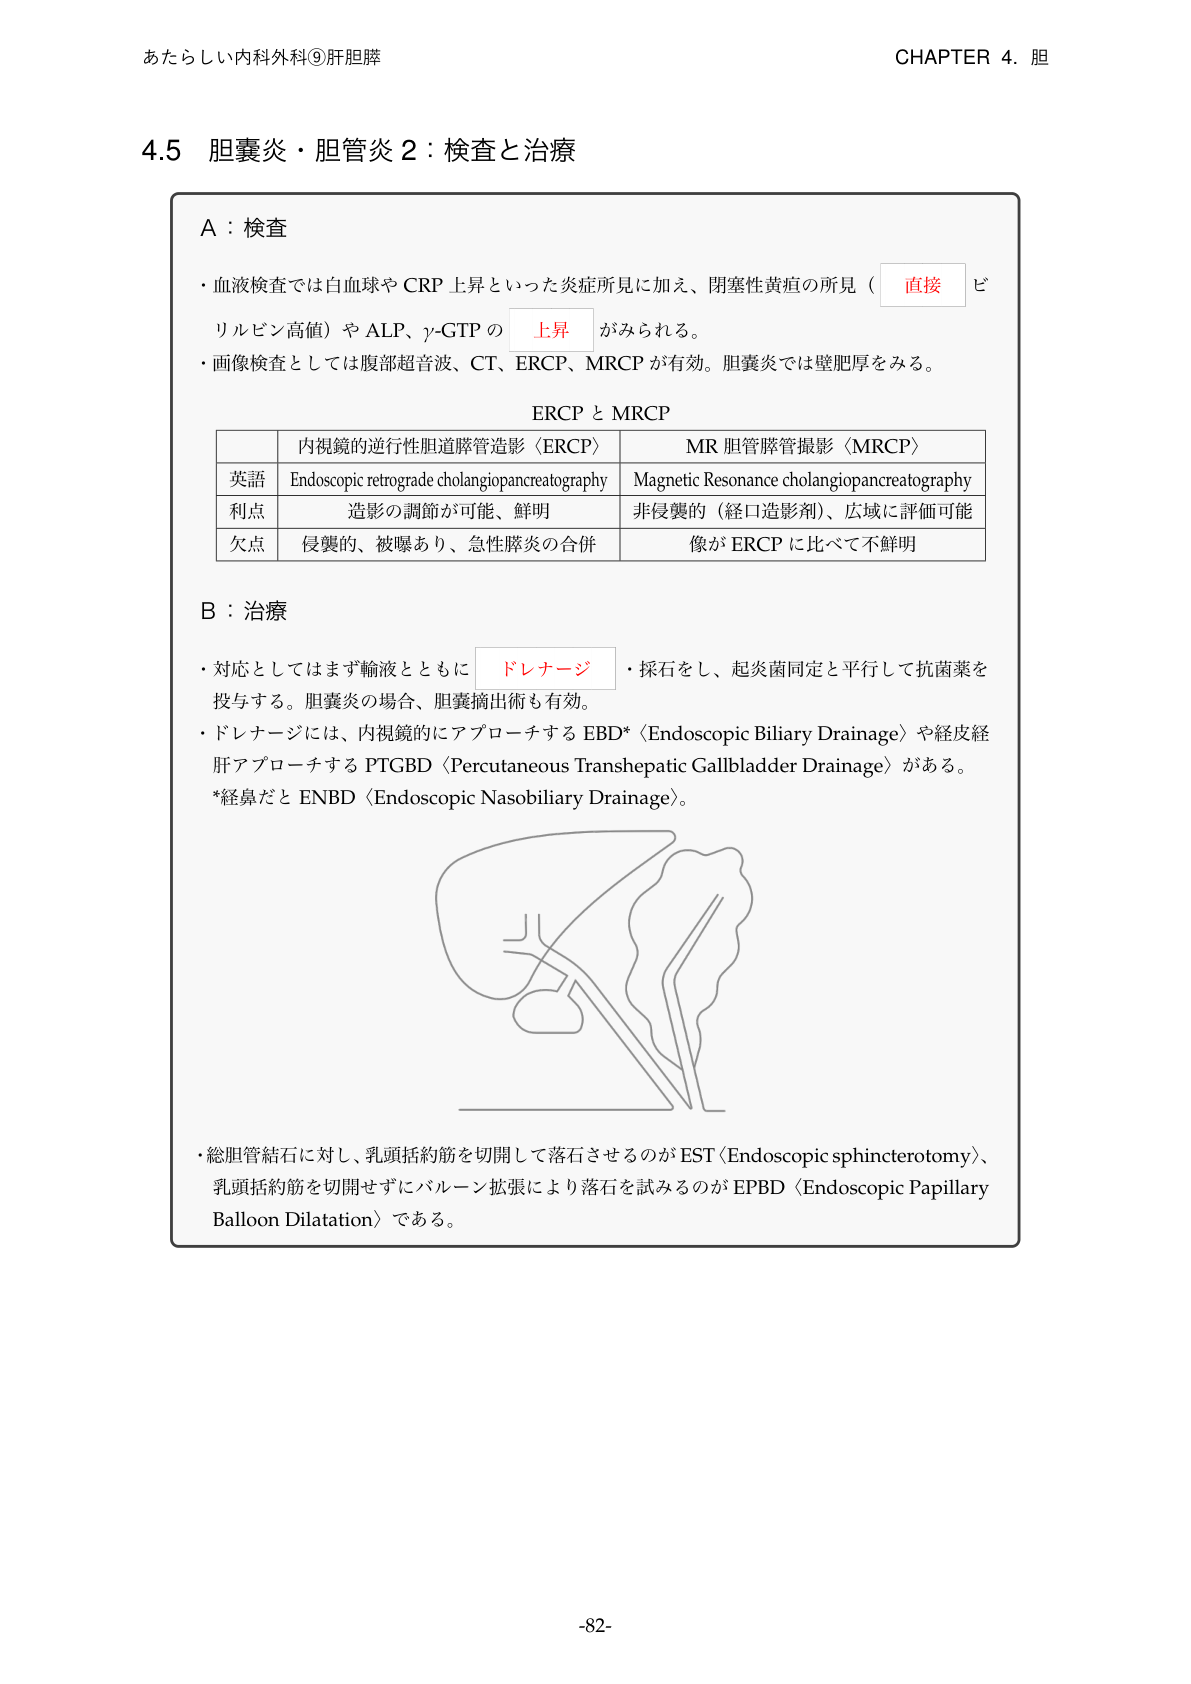 あたらしい内科外科⑨肝胆膵
CHAPTER 4. 胆
4.5 胆嚢炎・胆管炎 2：検査と治療
A：検査
・血液検査では白血球や CRP 上昇といった炎症所見に加え、閉塞性黄疸の所見（ 直接 ビ
リルビン高値）や ALP、γ-GTP の 上昇 がみられる。
・画像検査としては腹部超音波、CT、ERCP、MRCP が有効。胆嚢炎では壁肥厚をみる。
ERCP と MRCP
内視鏡的逆行性胆道膵管造影〈ERCP〉 MR 胆管膵管撮影〈MRCP〉
英語 Endoscopic retrograde cholangiopancreatography Magnetic Resonance cholangiopancreatography
利点 造影の調節が可能、鮮明 非侵襲的（経口造影剤）、広域に評価可能
欠点 侵襲的、被曝あり、急性膵炎の合併 像が ERCP に比べて不鮮明
B：治療
・対応としてはまず輸液とともに ドレナージ ・採石をし、起炎菌同定と平行して抗菌薬を
投与する。胆嚢炎の場合、胆嚢摘出術も有効。
・ドレナージには、内視鏡的にアプローチする EBD*〈Endoscopic Biliary Drainage〉や経皮経
肝アプローチする PTGBD〈Percutaneous Transhepatic Gallbladder Drainage〉がある。
*経鼻だと ENBD〈Endoscopic Nasobiliary Drainage〉。
・総胆管結石に対し、乳頭括約筋を切開して落石させるのが EST〈Endoscopic sphincterotomy〉、
乳頭括約筋を切開せずにバルーン拡張により落石を試みるのが EPBD〈Endoscopic Papillary
Balloon Dilatation〉である。
-82-